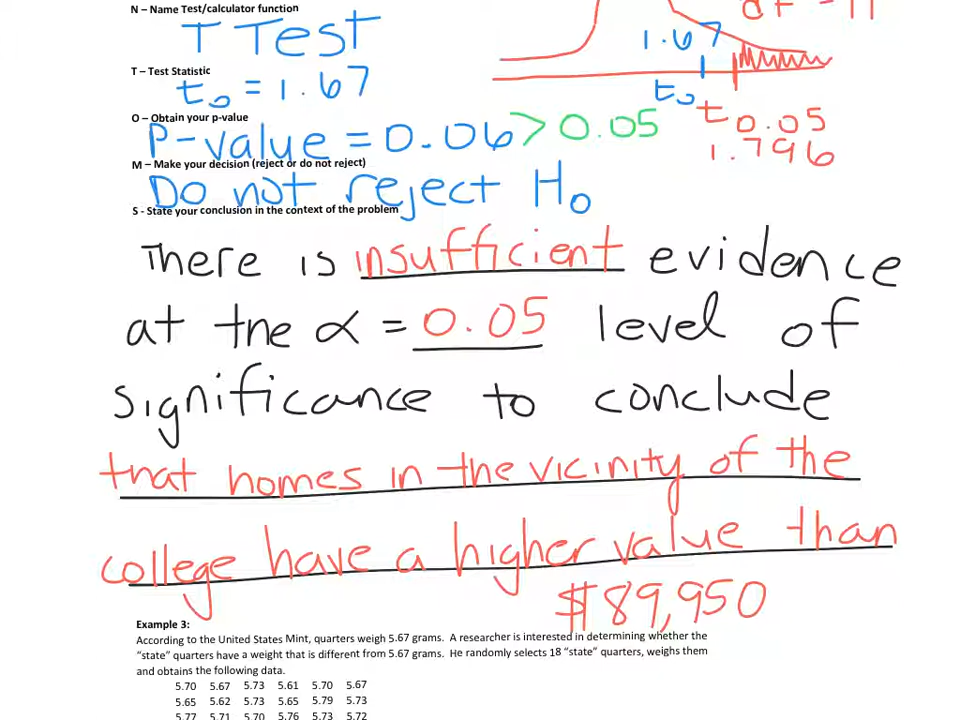 N – Name Test/calculator function
T Test
1.67
T – Test Statistic
t₀ = 1.67
t₀
t 0.05
1.796
O – Obtain your p-value
P-value = 0.06 > 0.05
M – Make your decision (reject or do not reject)
Do not reject H₀
S - State your conclusion in the context of the problem
There is insufficient evidence
at the α = 0.05 level of
significance to conclude
that homes in the vicinity of the
college have a higher value than
$89,950
Example 3:
According to the United States Mint, quarters weigh 5.67 grams. A researcher is interested in determining whether the
"state" quarters have a weight that is different from 5.67 grams. He randomly selects 18 "state" quarters, weighs them
and obtains the following data.
5.70 5.67 5.73 5.61 5.70 5.67
5.65 5.62 5.73 5.65 5.79 5.73
5.77 5.71 5.70 5.76 5.73 5.72